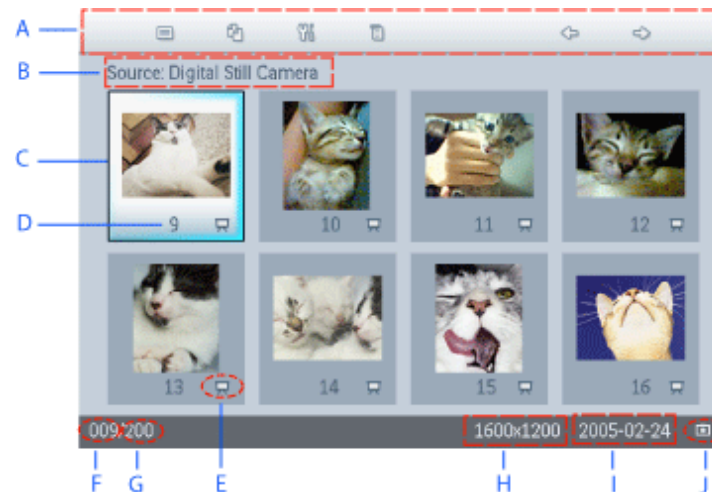 A
B Source: Digital Still Camera
C
D 9 10 11 12
13 14 15 16
009/200 1600x1200 2005-02-24
F G E H I J